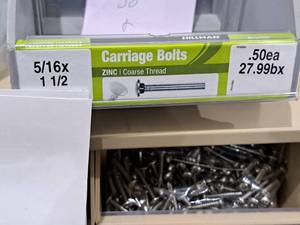 HILLMAN
Carriage Bolts
ZINC | Coarse Thread
5/16x
1 1/2
.50ea
27.99bx